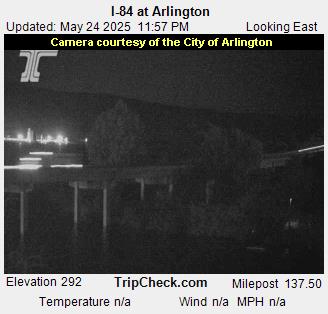 I-84 at Arlington
Updated: May 24 2025  11:57 PM Looking East
Camera courtesy of the City of Arlington
Elevation 292 TripCheck.com Milepost 137.50
Temperature n/a Wind n/a MPH n/a